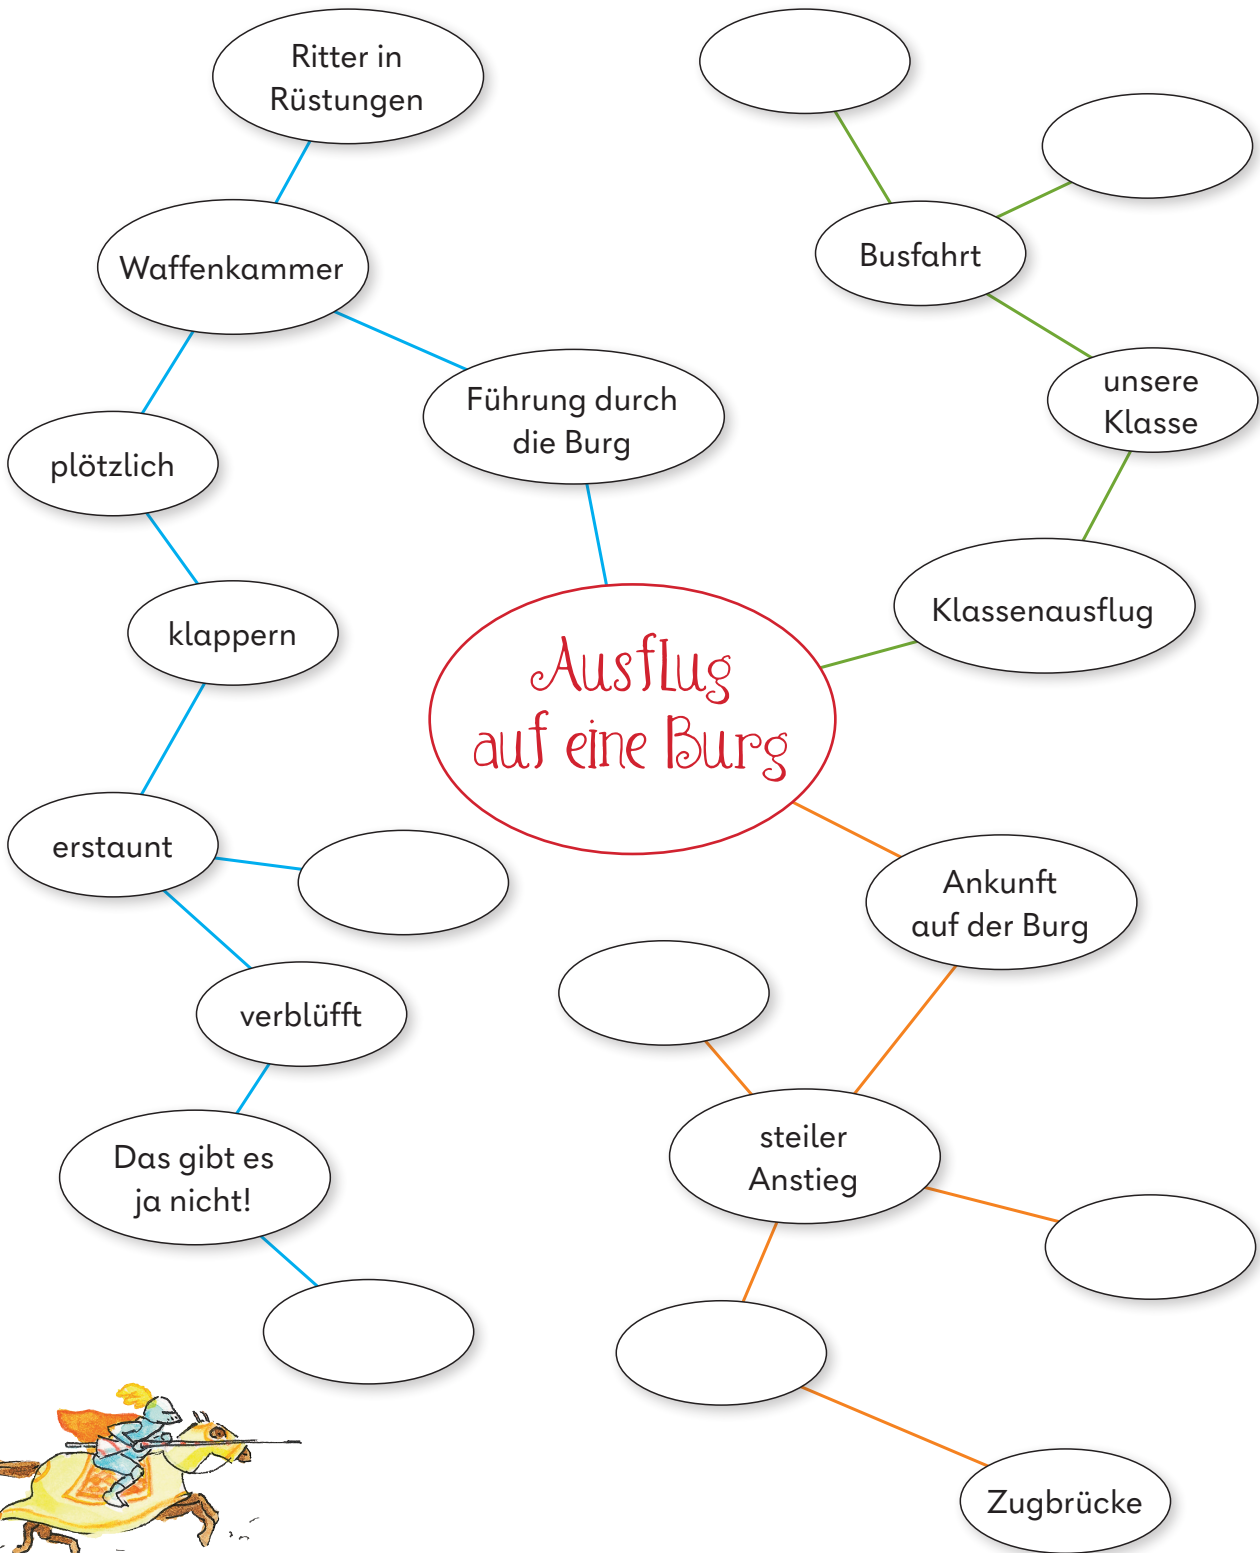 Ritter in
Rüstungen
Waffenkammer
Busfahrt
Führung durch
die Burg
unsere
Klasse
plötzlich
klappern
Klassenausflug
Ausflug
auf eine Burg
erstaunt
Ankunft
auf der Burg
verblüfft
Das gibt es
ja nicht!
steiler
Anstieg
Zugbrücke